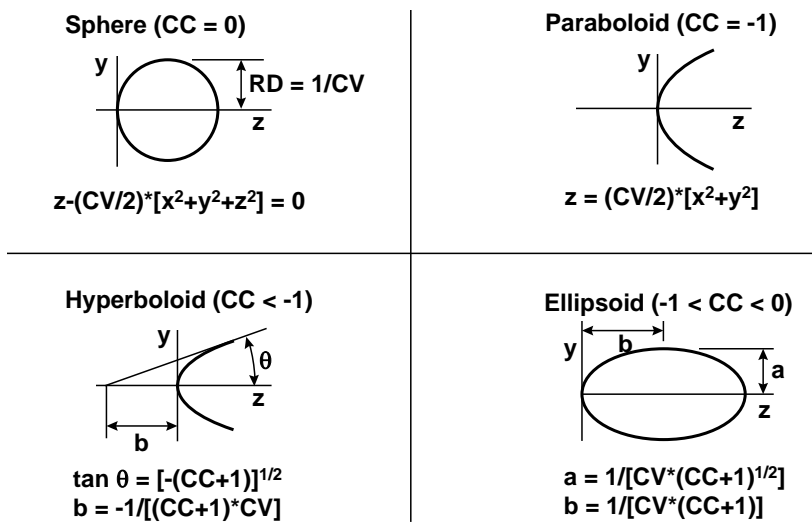 Sphere (CC = 0)
y
RD = 1/CV
z
z-(CV/2)*[x²+y²+z²] = 0
Paraboloid (CC = -1)
y
z
z = (CV/2)*[x²+y²]
Hyperboloid (CC < -1)
y
θ
z
b
tan θ = [-(CC+1)]¹/²
b = -1/[(CC+1)*CV]
Ellipsoid (-1 < CC < 0)
b
y
a
z
a = 1/[CV*(CC+1)¹/²]
b = 1/[CV*(CC+1)]